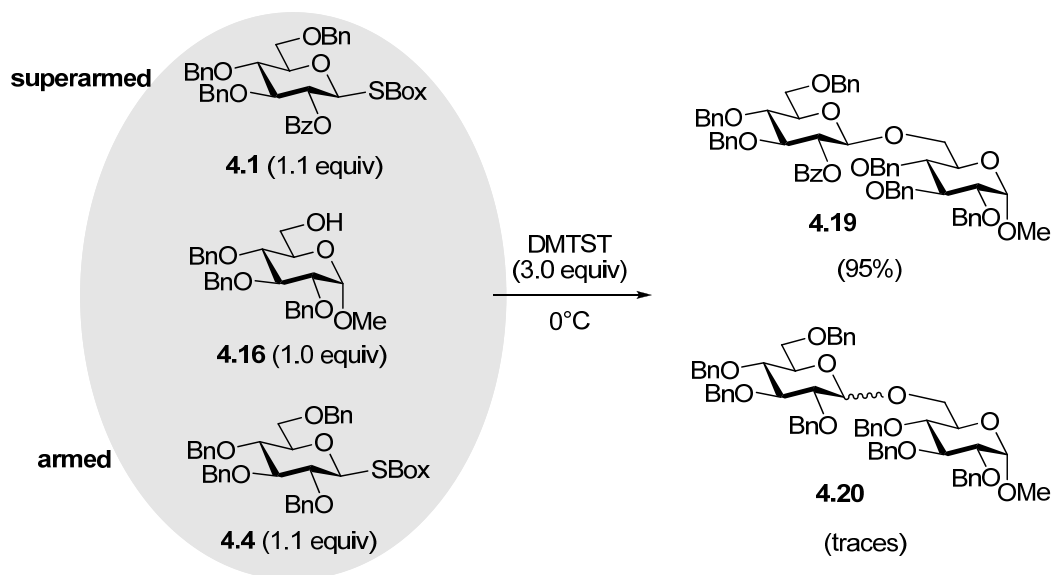 superarmed
OBn
BnO
O
BnO
SBox
BzO
4.1 (1.1 equiv)
OH
BnO
O
BnO
BnO
OMe
4.16 (1.0 equiv)
armed
OBn
BnO
O
BnO
SBox
BnO
4.4 (1.1 equiv)
DMTST
(3.0 equiv)
0°C
OBn
BnO
O
BnO
O
BzO
OBn
O
OBn
BnO
OMe
4.19
(95%)
OBn
BnO
O
BnO
O
BnO
BnO
O
BnO
BnO
OMe
4.20
(traces)